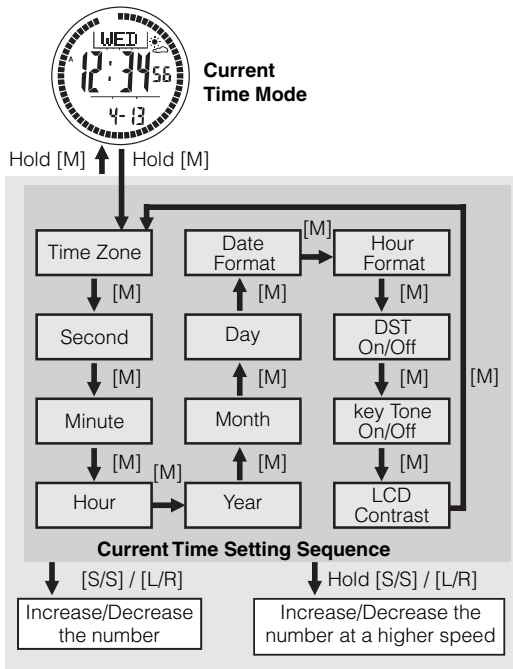 WED
A
12:34 56
4-13
Current
Time Mode
Hold [M]
Hold [M]
Time Zone
[M]
Second
[M]
Minute
[M]
Hour
[M]
Year
[M]
Month
[M]
Day
[M]
Date
Format
[M]
Hour
Format
[M]
DST
On/Off
[M]
key Tone
On/Off
[M]
LCD
Contrast
[M]
Current Time Setting Sequence
[S/S] / [L/R]
Increase/Decrease
the number
Hold [S/S] / [L/R]
Increase/Decrease the
number at a higher speed